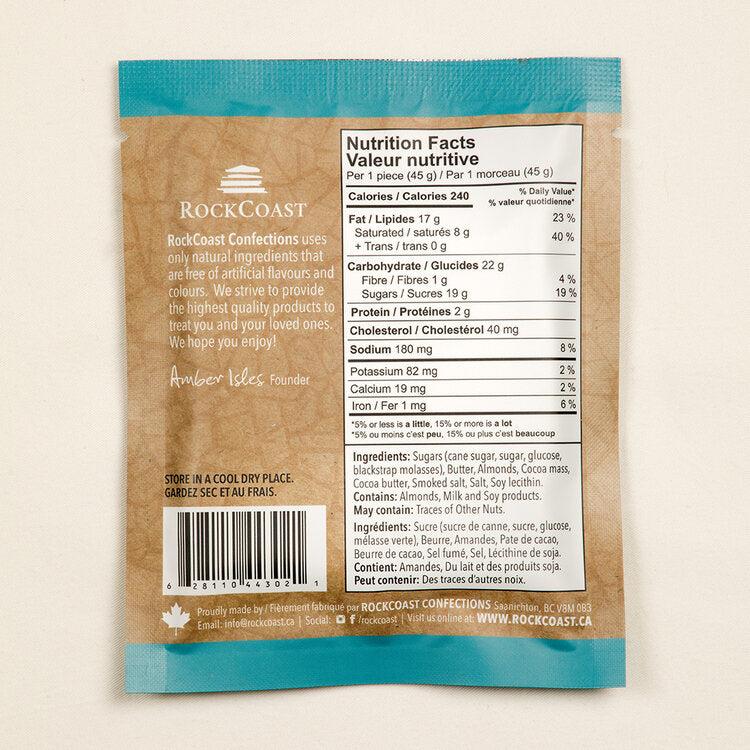 ROCKCOAST
RockCoast Confections uses
only natural ingredients that
are free of artificial flavours and
colours. We strive to provide
the highest quality products to
treat you and your loved ones.
We hope you enjoy!
Amber Isles Founder
STORE IN A COOL DRY PLACE.
GARDEZ SEC ET AU FRAIS.
6 28110 44302 1
Nutrition Facts
Valeur nutritive
Per 1 piece (45 g) / Par 1 morceau (45 g)
Calories / Calories 240
% Daily Value*
% valeur quotidienne*
Fat / Lipides 17 g 23 %
Saturated / saturés 8 g
+ Trans / trans 0 g 40 %
Carbohydrate / Glucides 22 g
Fibre / Fibres 1 g 4 %
Sugars / Sucres 19 g 19 %
Protein / Protéines 2 g
Cholesterol / Cholestérol 40 mg
Sodium 180 mg 8 %
Potassium 82 mg 2 %
Calcium 19 mg 2 %
Iron / Fer 1 mg 6 %
*5% or less is a little, 15% or more is a lot
*5% ou moins c'est peu, 15% ou plus c'est beaucoup
Ingredients: Sugars (cane sugar, sugar, glucose,
blackstrap molasses), Butter, Almonds, Cocoa mass,
Cocoa butter, Smoked salt, Salt, Soy lecithin.
Contains: Almonds, Milk and Soy products.
May contain: Traces of Other Nuts.
Ingrédients: Sucre (sucre de canne, sucre, glucose,
mélasse verte), Beurre, Amandes, Pate de cacao,
Beurre de cacao, Sel fumé, Sel, Lécithine de soja.
Contient: Amandes, Du lait et des produits soja.
Peut contenir: Des traces d'autres noix.
Proudly made by / Fièrement fabriqué par ROCKCOAST CONFECTIONS Saanichton, BC V8M 0B3
Email: info@rockcoast.ca | Social: f /rockcoast | Visit us online at: WWW.ROCKCOAST.CA